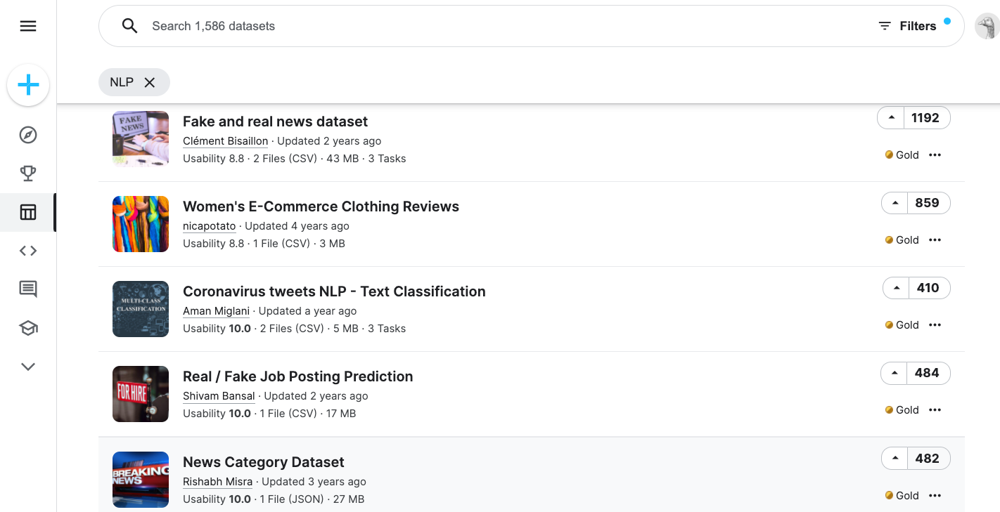 Search 1,586 datasets
Filters
NLP
FAKE
NEWS
Fake and real news dataset
1192
Clément Bisaillon · Updated 2 years ago
Usability 8.8 · 2 Files (CSV) · 43 MB · 3 Tasks
Gold
Women's E-Commerce Clothing Reviews
859
nicapotato · Updated 4 years ago
Usability 8.8 · 1 File (CSV) · 3 MB
Gold
MULTI-CLASS
CLASSIFICATION
Coronavirus tweets NLP - Text Classification
410
Aman Miglani · Updated a year ago
Usability 10.0 · 2 Files (CSV) · 5 MB · 3 Tasks
Gold
FOR HIRE
Real / Fake Job Posting Prediction
484
Shivam Bansal · Updated 2 years ago
Usability 10.0 · 1 File (CSV) · 17 MB
Gold
BREAKING
NEWS
News Category Dataset
482
Rishabh Misra · Updated 3 years ago
Usability 10.0 · 1 File (JSON) · 27 MB
Gold